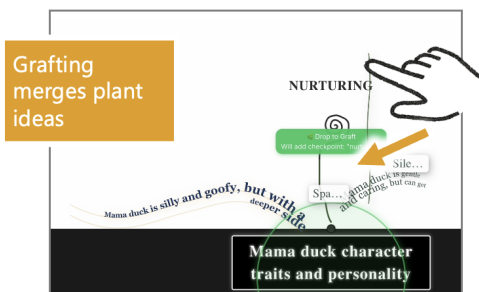 Grafting
merges plant
ideas
NURTURING
Drop to Graft
Will add checkpoint: "nurt
Sile...
Spa...
Mama duck is silly and goofy, but with a
deeper side
mama duck is gentle
and caring, but can get
Mama duck character
traits and personality